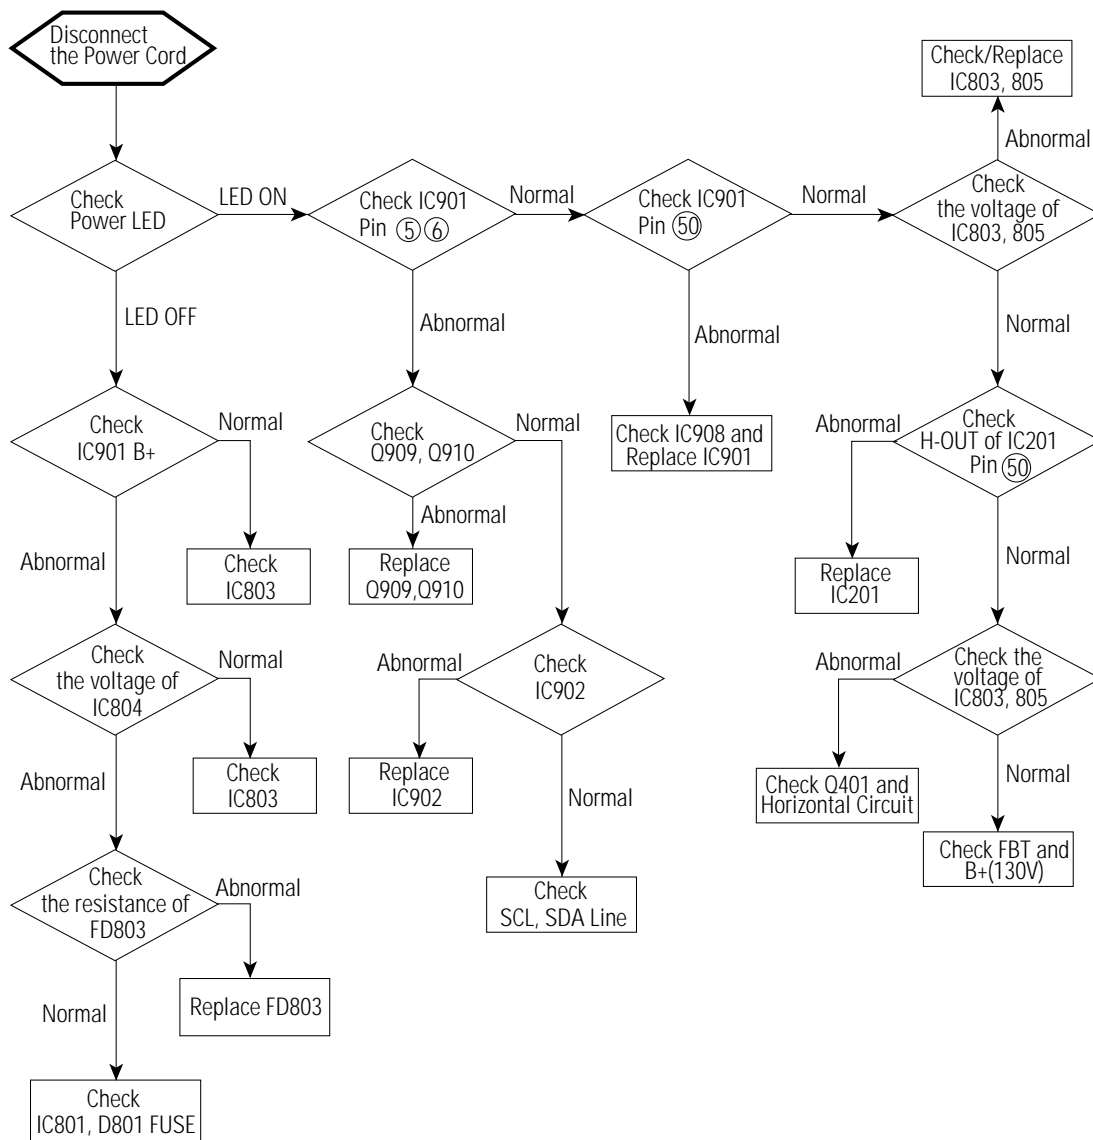 Disconnect
the Power Cord
Check/Replace
IC803, 805
Abnormal
Check
Power LED
LED ON
Check IC901
Pin ⑤⑥
Normal
Check IC901
Pin ㊿
Normal
Check
the voltage of
IC803, 805
LED OFF
Abnormal
Abnormal
Normal
Check
IC901 B+
Normal
Check
Q909, Q910
Normal
Check IC908 and
Replace IC901
Abnormal
Check
H-OUT of IC201
Pin ㊿
Abnormal
Check
IC803
Abnormal
Replace
Q909,Q910
Replace
IC201
Normal
Check
the voltage of
IC804
Normal
Abnormal
Check
IC902
Abnormal
Check the
voltage of
IC803, 805
Abnormal
Check
IC803
Replace
IC902
Normal
Check Q401 and
Horizontal Circuit
Normal
Check FBT and
B+(130V)
Check
the resistance of
FD803
Abnormal
Check
SCL, SDA Line
Normal
Replace FD803
Check
IC801, D801 FUSE